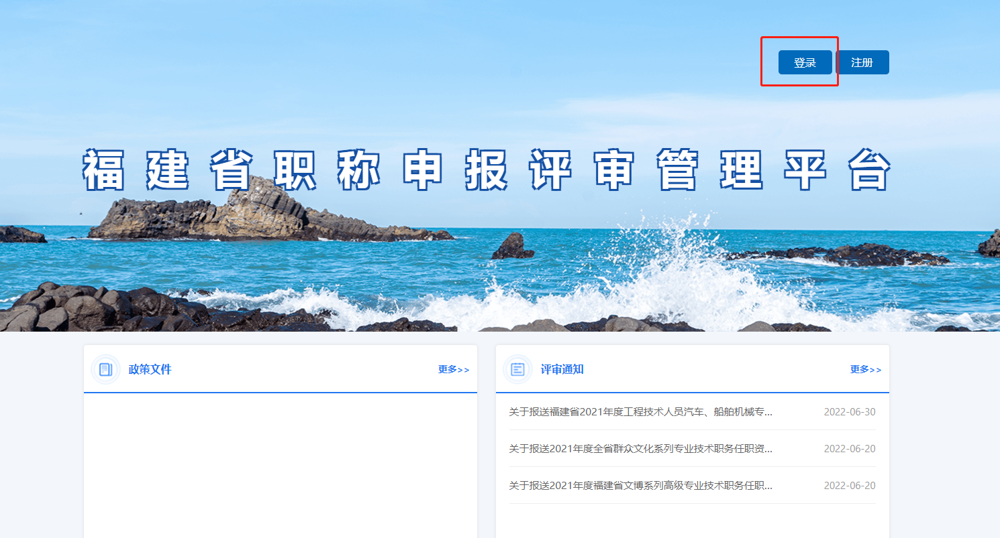 登录 注册
福建省职称申报评审管理平台
政策文件 更多>>
评审通知 更多>>
关于报送福建省2021年度工程技术人员汽车、船舶机械专... 2022-06-30
关于报送2021年度全省群众文化系列专业技术职务任职资... 2022-06-20
关于报送2021年度福建省文博系列高级专业技术职务任职... 2022-06-20